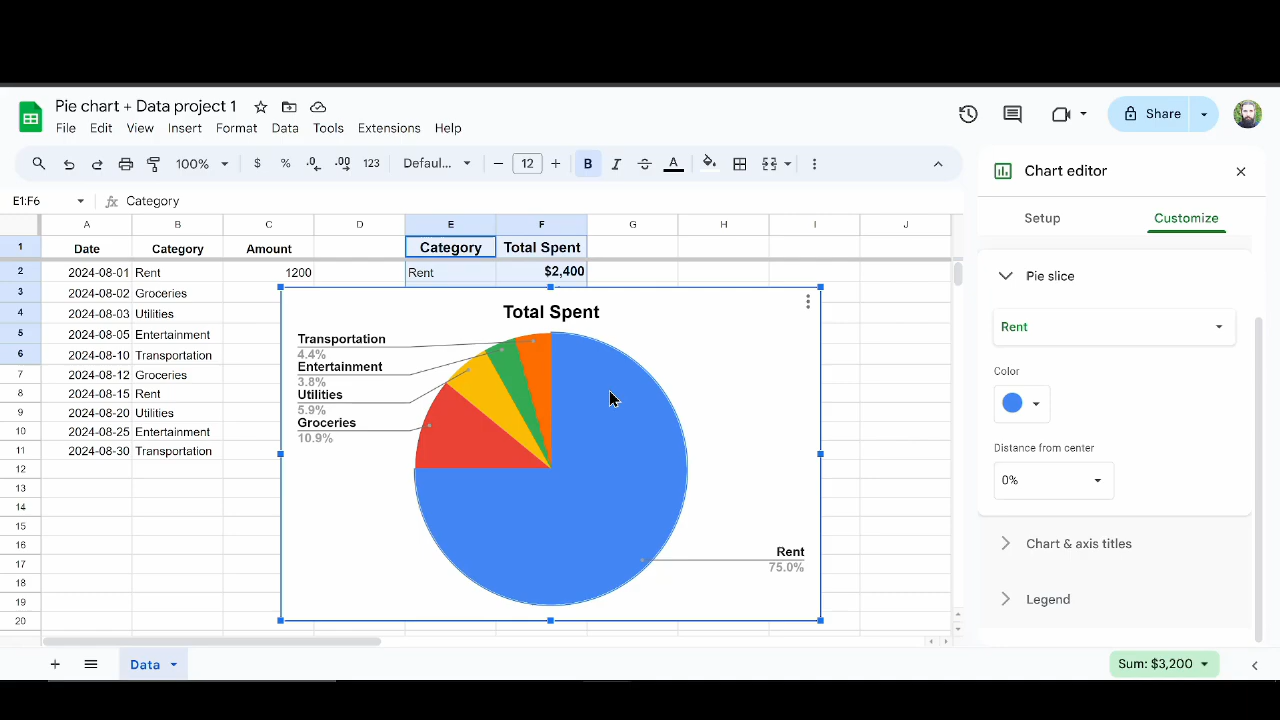 Pie chart + Data project 1
Share
File Edit View Insert Format Data Tools Extensions Help
100% $ % .0 .00 123 Defaul... − 12 + B I S A
E1:F6 fx Category
A B C D E F G H I J
1 Date Category Amount Category Total Spent
2 2024-08-01 Rent 1200 Rent $2,400
3 2024-08-02 Groceries
4 2024-08-03 Utilities
5 2024-08-05 Entertainment
6 2024-08-10 Transportation
7 2024-08-12 Groceries
8 2024-08-15 Rent
9 2024-08-20 Utilities
10 2024-08-25 Entertainment
11 2024-08-30 Transportation
12
13
14
15
16
17
18
19
20
Total Spent
Transportation
4.4%
Entertainment
3.8%
Utilities
5.9%
Groceries
10.9%
Rent
75.0%
Chart editor
Setup Customize
Pie slice
Rent
Color
Distance from center
0%
Chart & axis titles
Legend
+ Data
Sum: $3,200